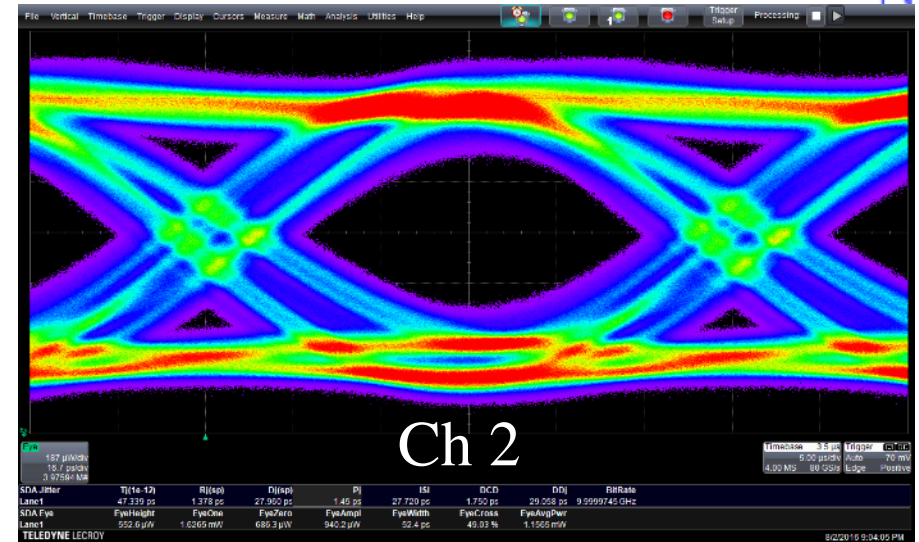 File Vertical Timebase Trigger Display Cursors Measure Math Analysis Utilities Help
1
Trigger Setup
Processing
Ch 2
Eye
187 µW/div
16.7 ps/div
3.97594 M#
Timebase 3.5 µs
5.00 µs/div
4.00 MS 80 GS/s
Trigger
Auto 70 mV
Edge Positive
SDA Jitter Tj(1e-12) Rj(sp) Dj(sp) Pj ISI DCD DDj BitRate
Lane1 47.339 ps 1.378 ps 27.960 ps 1.45 ps 27.720 ps 1.750 ps 29.058 ps 9.9999745 GHz
SDA Eye EyeHeight EyeOne EyeZero EyeAmpl EyeWidth EyeCross EyeAvgPwr
Lane1 552.6 µW 1.6265 mW 686.3 µW 940.2 µW 52.4 ps 49.03 % 1.1565 mW
TELEDYNE LECROY
8/2/2016 9:04:05 PM